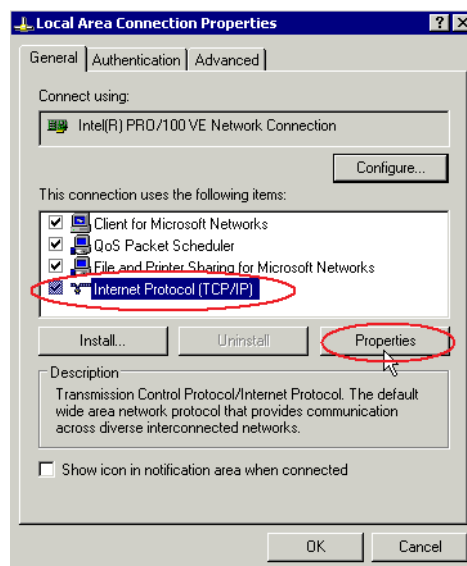 Local Area Connection Properties
General Authentication Advanced
Connect using:
Intel(R) PRO/100 VE Network Connection
Configure...
This connection uses the following items:
Client for Microsoft Networks
QoS Packet Scheduler
File and Printer Sharing for Microsoft Networks
Internet Protocol (TCP/IP)
Install... Uninstall Properties
Description
Transmission Control Protocol/Internet Protocol. The default
wide area network protocol that provides communication
across diverse interconnected networks.
Show icon in notification area when connected
OK Cancel